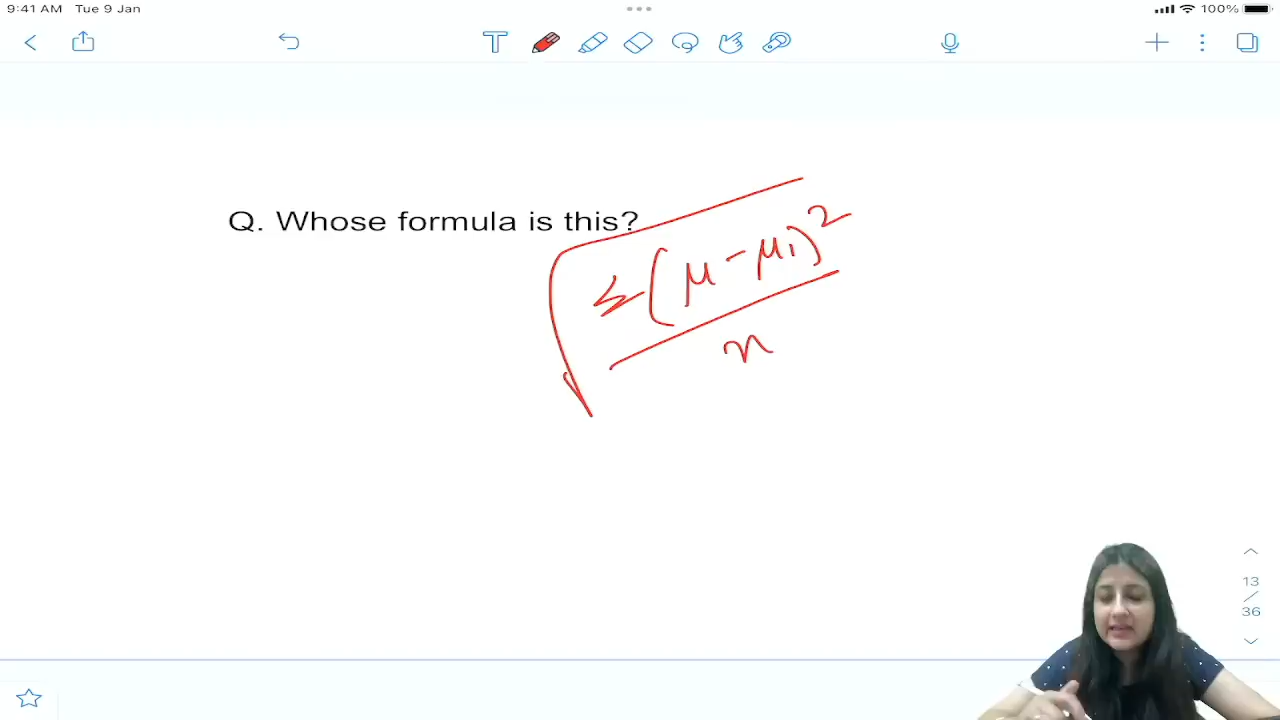 9:41 AM Tue 9 Jan
100%
T
Q. Whose formula is this?
√(Σ(μ-μ1)²/n)
13
36